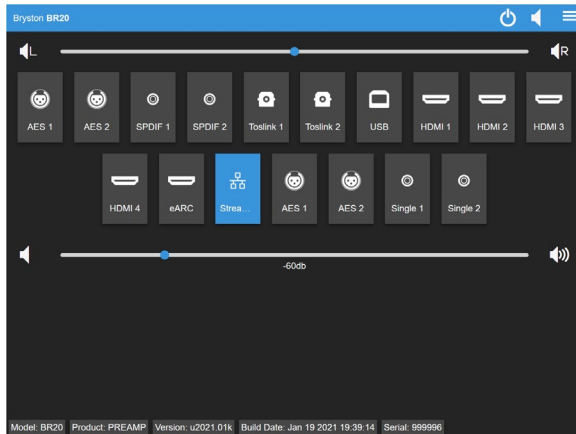 Bryston BR20
L R
AES 1 AES 2 SPDIF 1 SPDIF 2 Toslink 1 Toslink 2 USB HDMI 1 HDMI 2 HDMI 3
HDMI 4 eARC Strea... AES 1 AES 2 Single 1 Single 2
-60db
Model: BR20 Product: PREAMP Version: u2021.01k Build Date: Jan 19 2021 19:39:14 Serial: 999996